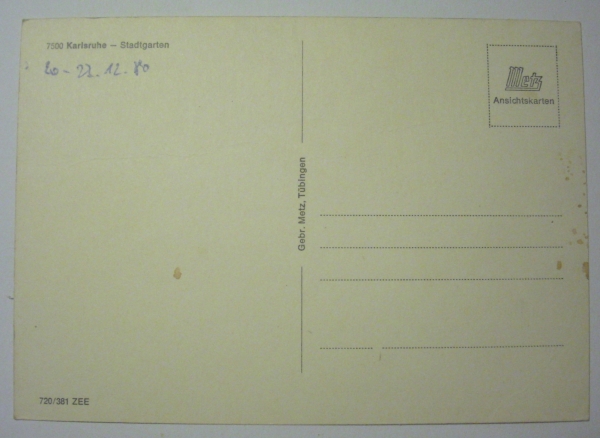 7500 Karlsruhe – Stadtgarten
20-22.12.80
Metz
Ansichtskarten
Gebr. Metz, Tübingen
720/381 ZEE